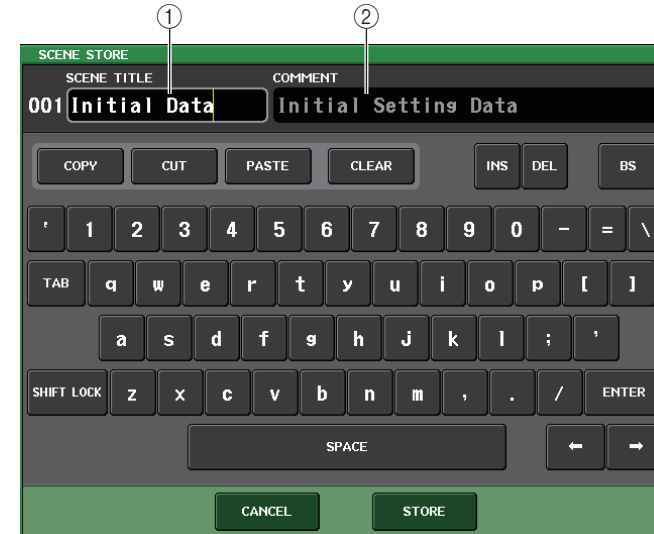 ① ②
SCENE STORE
SCENE TITLE COMMENT
001 Initial Data Initial Setting Data
COPY CUT PASTE CLEAR INS DEL BS
' 1 2 3 4 5 6 7 8 9 0 - = \
TAB q w e r t y u i o p [ ]
a s d f g h j k l ; '
SHIFT LOCK z x c v b n m , . / ENTER
SPACE ← →
CANCEL STORE